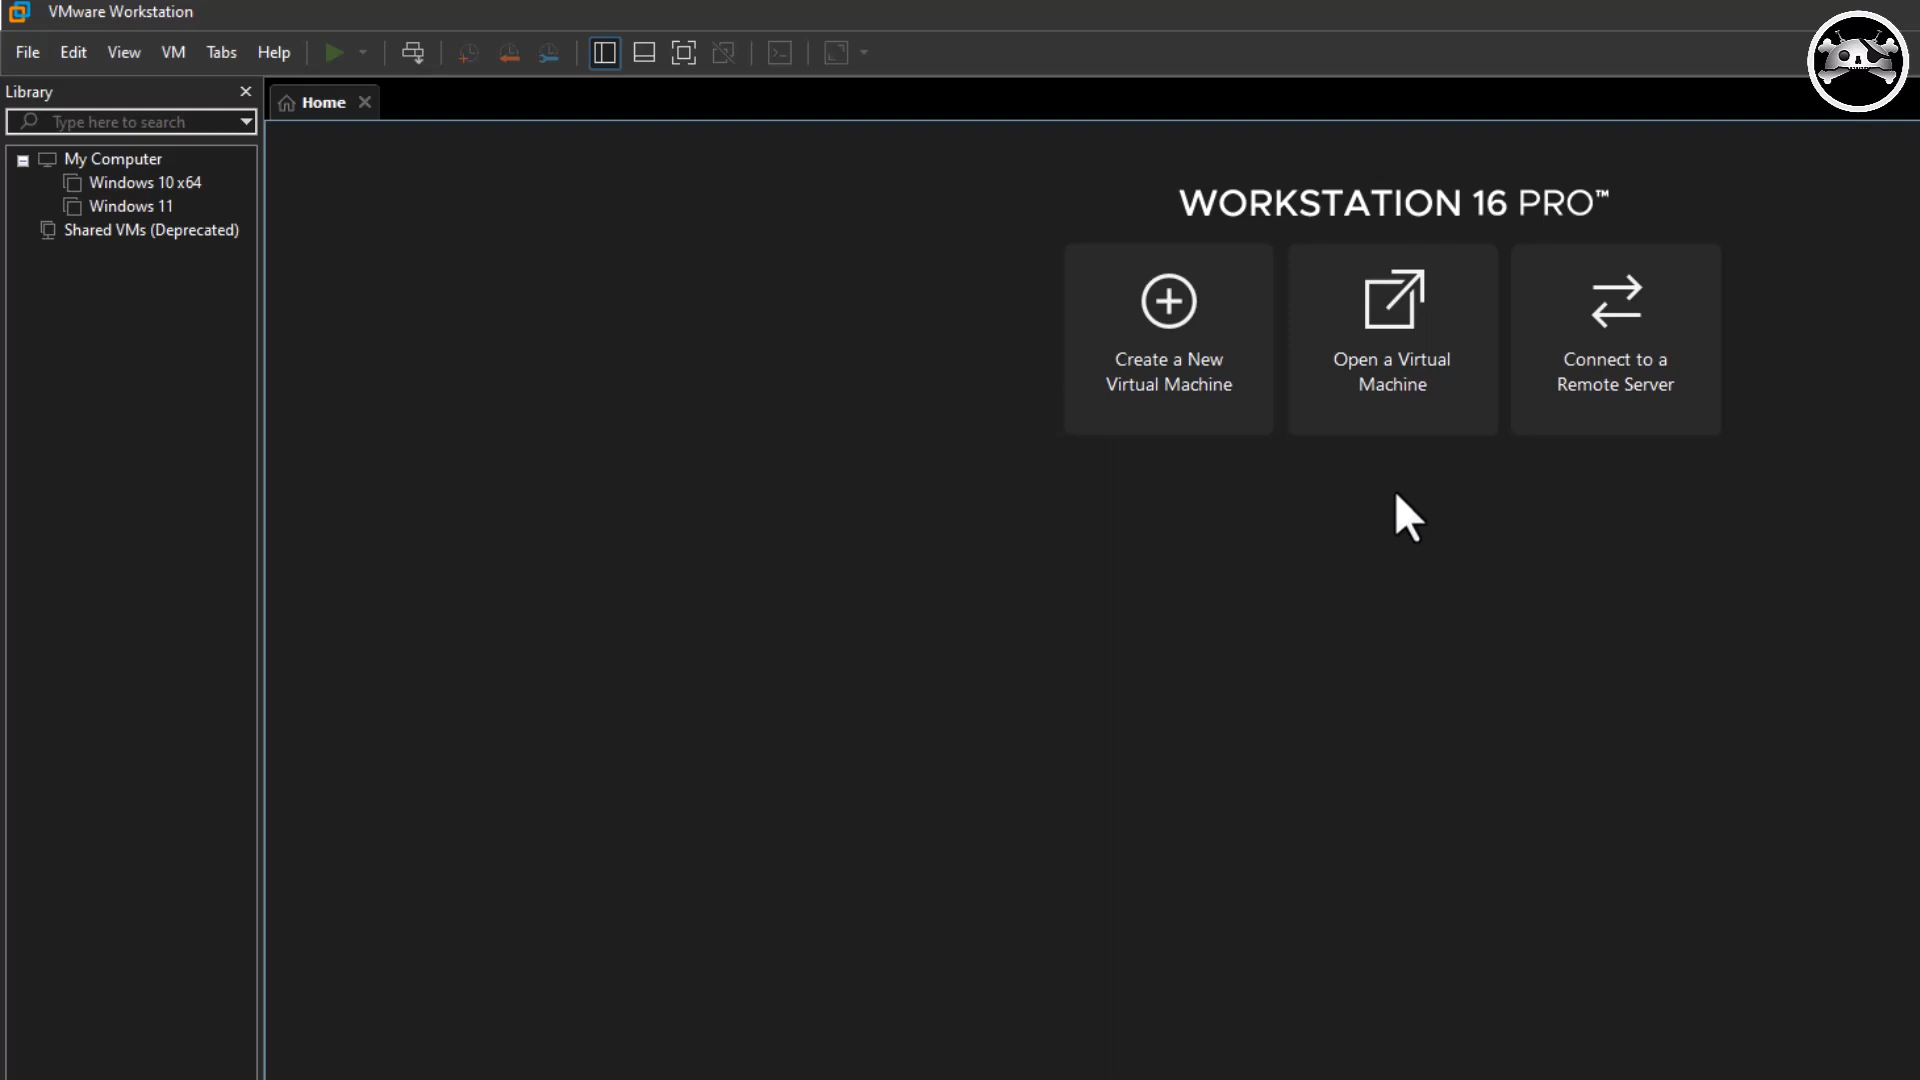 VMware Workstation
File Edit View VM Tabs Help
Library
Home
Type here to search
My Computer
Windows 10 x64
Windows 11
Shared VMs (Deprecated)
WORKSTATION 16 PRO™
Create a New
Virtual Machine
Open a Virtual
Machine
Connect to a
Remote Server